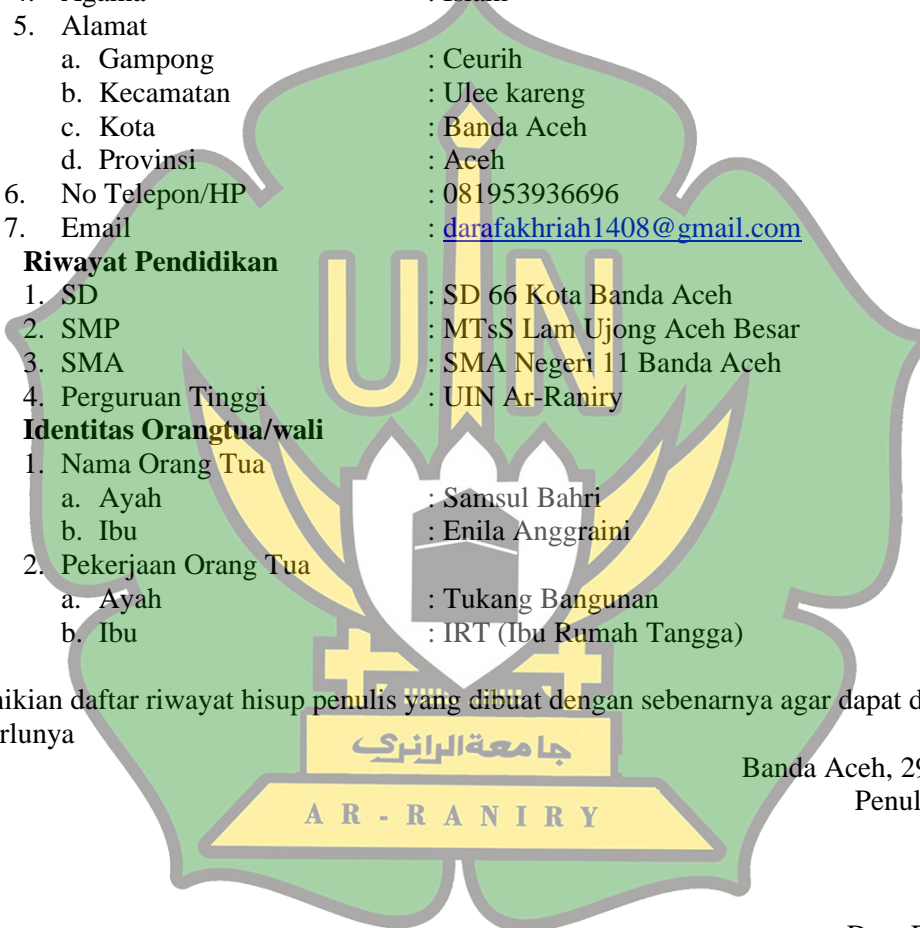 5. Alamat
a. Gampong : Ceurih
b. Kecamatan : Ulee kareng
c. Kota : Banda Aceh
d. Provinsi : Aceh
6. No Telepon/HP : 081953936696
7. Email : darafakhriah1408@gmail.com
Riwayat Pendidikan
1. SD : SD 66 Kota Banda Aceh
2. SMP : MTsS Lam Ujong Aceh Besar
3. SMA : SMA Negeri 11 Banda Aceh
4. Perguruan Tinggi : UIN Ar-Raniry
Identitas Orangtua/wali
1. Nama Orang Tua
a. Ayah : Samsul Bahri
b. Ibu : Enila Anggraini
2. Pekerjaan Orang Tua
a. Ayah : Tukang Bangunan
b. Ibu : IRT (Ibu Rumah Tangga)
daftar riwayat hisup penulis yang dibuat dengan sebenarnya agar dapat
Banda Aceh, 29
UIN
جامعة الرانري
AR-RANIRY